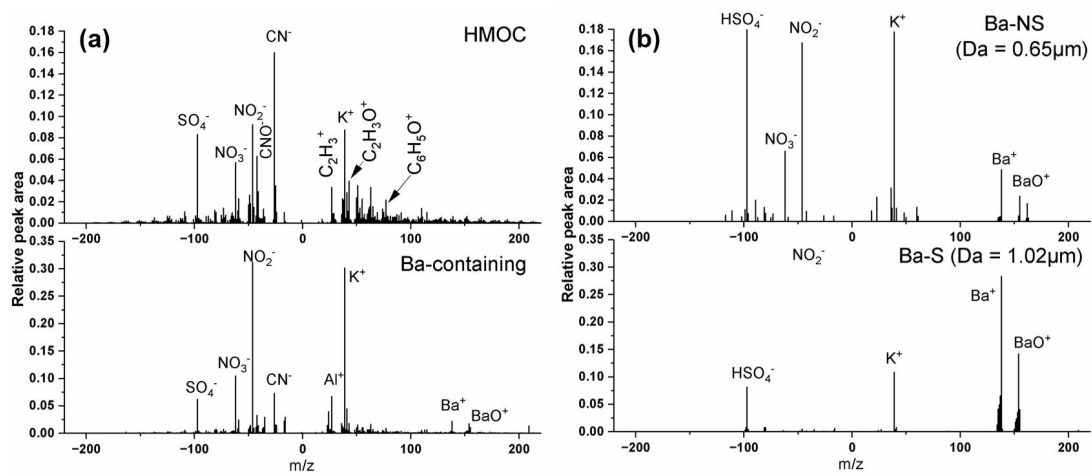 (a)
HMOC
Relative peak area
0.18
0.16
0.14
0.12
0.10
0.08
0.06
0.04
0.02
0.00
SO₄⁻
NO₃⁻
NO₂⁻
CNO⁻
CN⁻
C₂H₃⁺
K⁺
C₂H₃O⁺
C₆H₅O⁺
Ba-containing
Relative peak area
0.35
0.30
0.25
0.20
0.15
0.10
0.05
0.00
SO₄⁻
NO₃⁻
NO₂⁻
CN⁻
Al⁺
K⁺
Ba⁺
BaO⁺
-200 -100 0 100 200
m/z
(b)
Ba-NS
(Da = 0.65μm)
Relative peak area
0.18
0.16
0.14
0.12
0.10
0.08
0.06
0.04
0.02
0.00
HSO₄⁻
NO₃⁻
NO₂⁻
K⁺
Ba⁺
BaO⁺
Ba-S (Da = 1.02μm)
Relative peak area
0.30
0.25
0.20
0.15
0.10
0.05
0.00
NO₂⁻
HSO₄⁻
K⁺
Ba⁺
BaO⁺
-200 -100 0 100 200
m/z